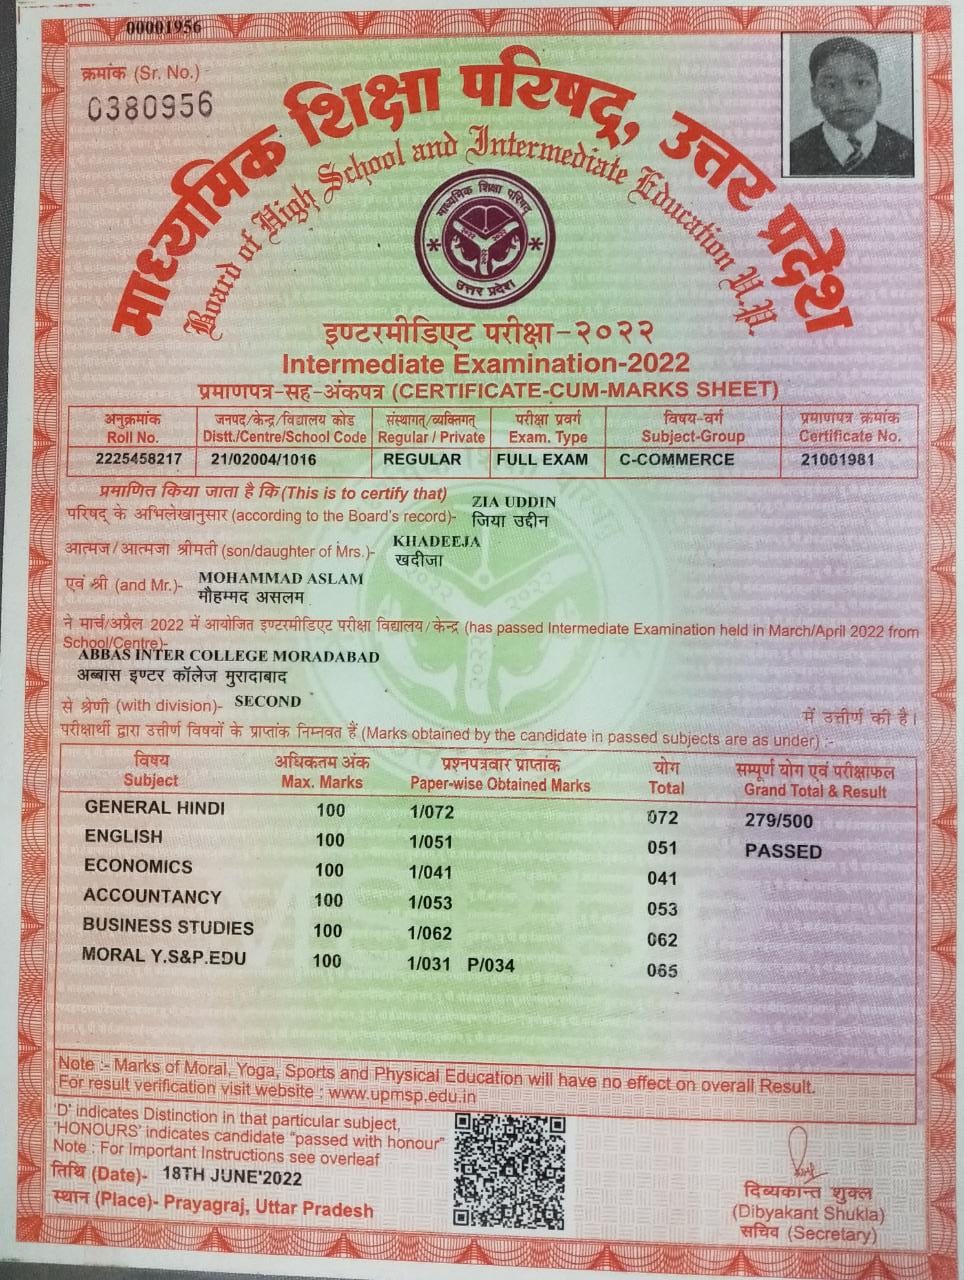 00001956
क्रमांक (Sr. No.)
0380956
माध्यमिक शिक्षा परिषद्, उत्तर प्रदेश
Board of High School and Intermediate Education U.P.
माध्यमिक शिक्षा परिषद्
उत्तर प्रदेश
इण्टरमीडिएट परीक्षा-२०२२
Intermediate Examination-2022
प्रमाणपत्र-सह-अंकपत्र (CERTIFICATE-CUM-MARKS SHEET)
अनुक्रमांक जनपद/केन्द्र/विद्यालय कोड संस्थागत/व्यक्तिगत परीक्षा प्रवर्ग विषय-वर्ग प्रमाणपत्र क्रमांक
Roll No. Distt./Centre/School Code Regular / Private Exam. Type Subject-Group Certificate No.
2225458217 21/02004/1016 REGULAR FULL EXAM C-COMMERCE 21001981
प्रमाणित किया जाता है कि (This is to certify that) ZIA UDDIN
परिषद् के अभिलेखानुसार (according to the Board's record)- जिया उद्दीन
आत्मज/आत्मजा श्रीमती (son/daughter of Mrs.)- KHADEEJA
खदीजा
एवं श्री (and Mr.)- MOHAMMAD ASLAM
मौहम्मद असलम
ने मार्च/अप्रैल 2022 में आयोजित इण्टरमीडिएट परीक्षा विद्यालय/केन्द्र (has passed Intermediate Examination held in March/April 2022 from
School/Centre)-
ABBAS INTER COLLEGE MORADABAD
अब्बास इण्टर कॉलेज मुरादाबाद
से श्रेणी (with division)- SECOND में उत्तीर्ण की है।
परीक्षार्थी द्वारा उत्तीर्ण विषयों के प्राप्तांक निम्नवत हैं (Marks obtained by the candidate in passed subjects are as under) :-
विषय अधिकतम अंक प्रश्नपत्रवार प्राप्तांक योग सम्पूर्ण योग एवं परीक्षाफल
Subject Max. Marks Paper-wise Obtained Marks Total Grand Total & Result
GENERAL HINDI 100 1/072 072 279/500
ENGLISH 100 1/051 051 PASSED
ECONOMICS 100 1/041 041
ACCOUNTANCY 100 1/053 053
BUSINESS STUDIES 100 1/062 062
MORAL Y.S&P.EDU 100 1/031 P/034 065
Note :- Marks of Moral, Yoga, Sports and Physical Education will have no effect on overall Result.
For result verification visit website : www.upmsp.edu.in
'D' indicates Distinction in that particular subject,
'HONOURS' indicates candidate "passed with honour"
Note : For Important Instructions see overleaf
तिथि (Date)- 18TH JUNE'2022
स्थान (Place)- Prayagraj, Uttar Pradesh
दिब्यकान्त शुक्ल
(Dibyakant Shukla)
सचिव (Secretary)